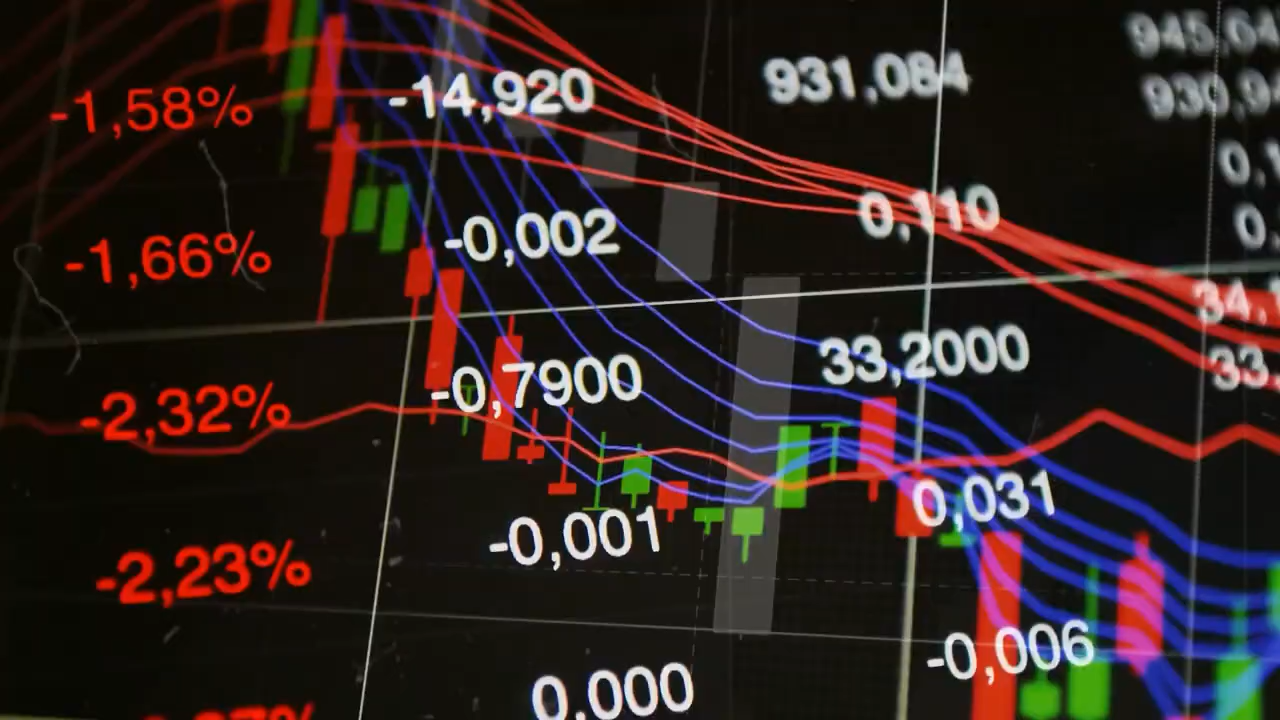 -1,58% -14,920 931,084
-1,66% -0,002 0,110
-2,32% -0,7900 33,2000
-2,23% -0,001 0,031
0,000 -0,006